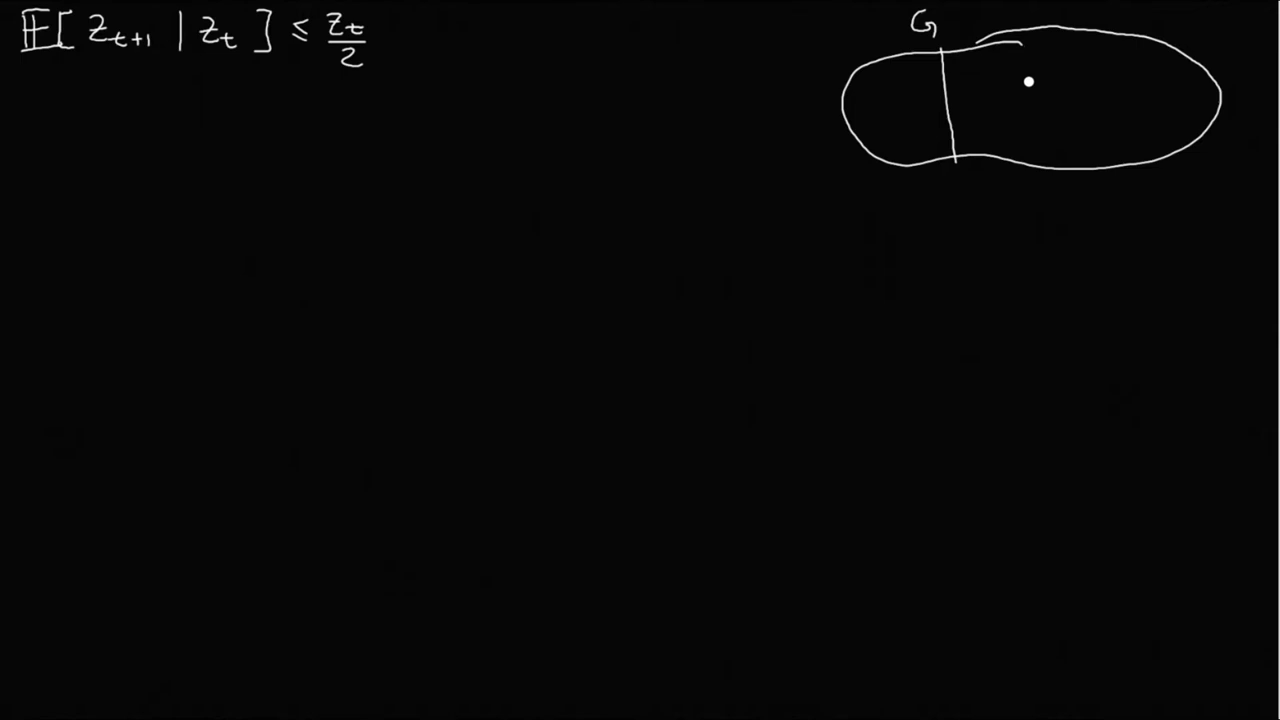 𝔼[ Z_{t+1} | Z_t ] ≤ Z_t/2
G